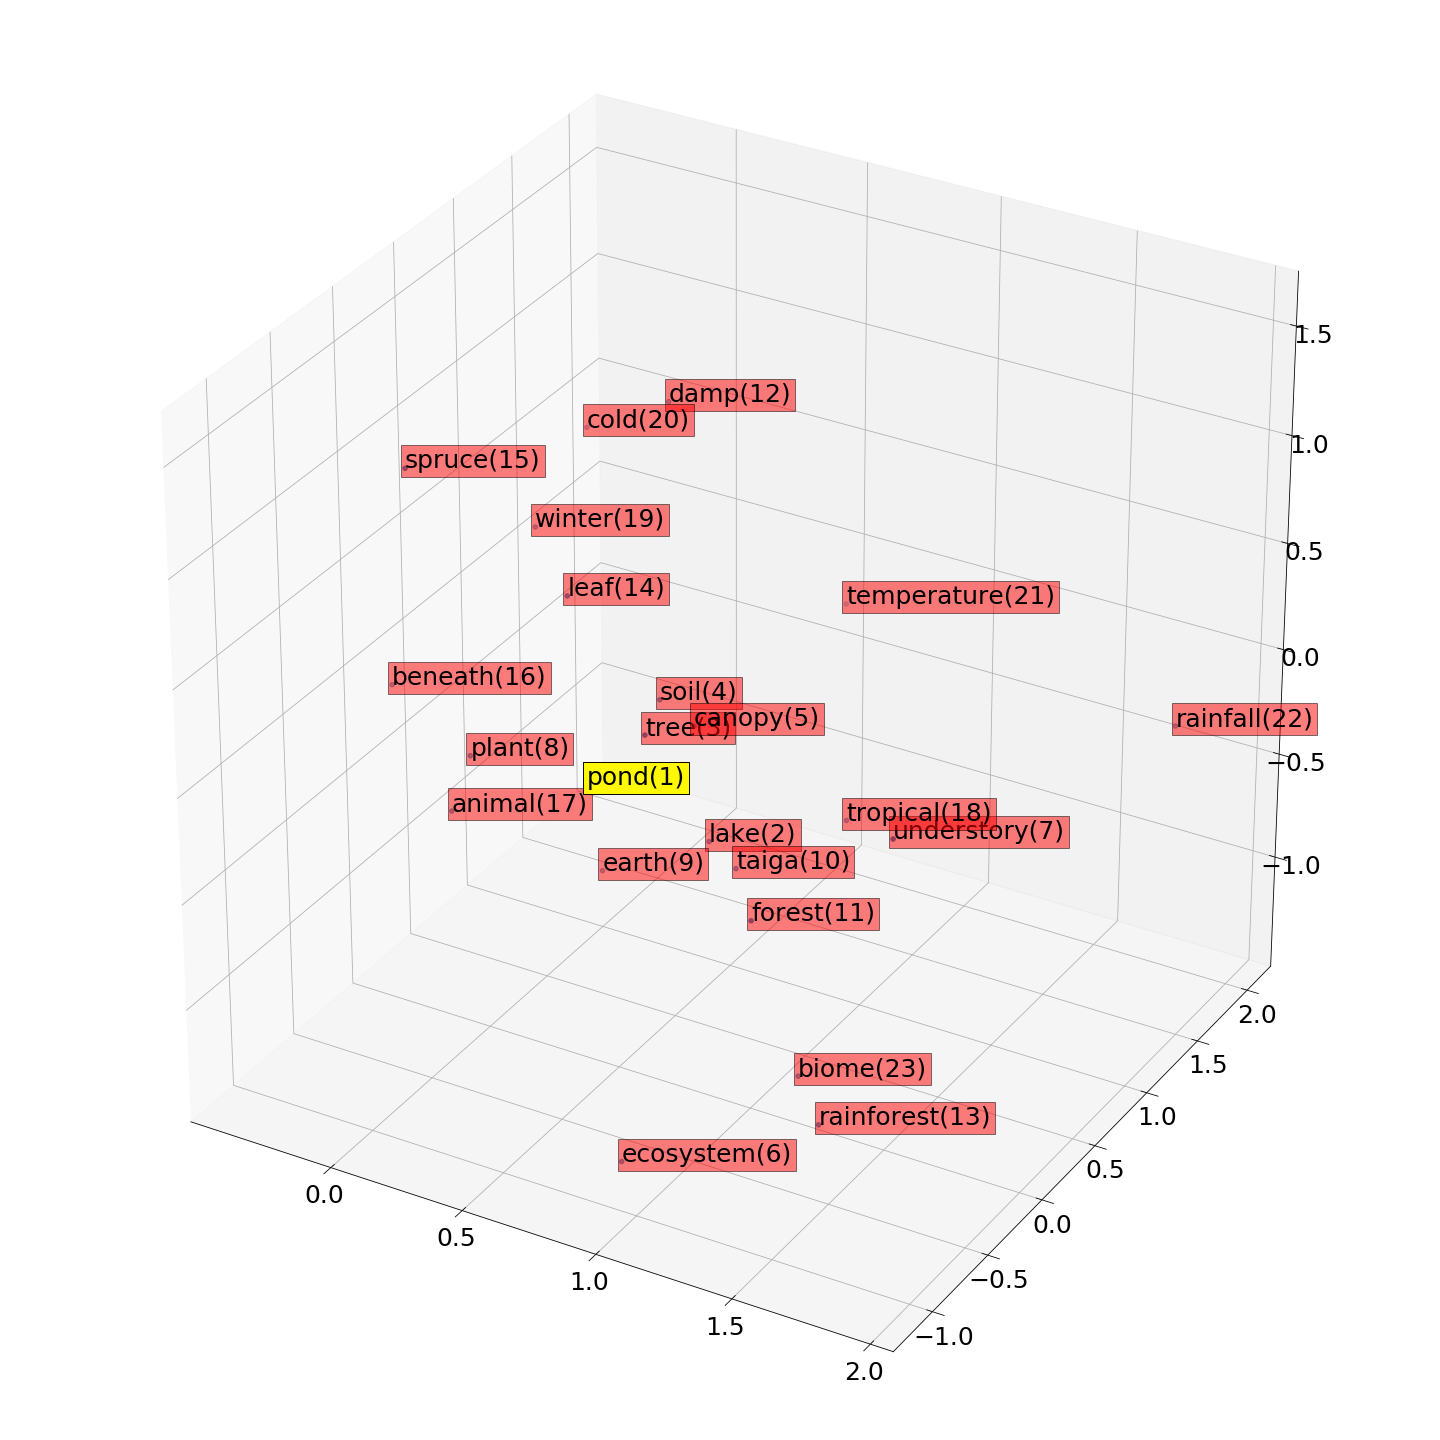 damp(12)
cold(20)
spruce(15)
winter(19)
leaf(14)
temperature(21)
beneath(16)
soil(4)
canopy(5)
tree(3)
rainfall(22)
plant(8)
pond(1)
animal(17)
tropical(18)
understory(7)
lake(2)
taiga(10)
earth(9)
forest(11)
biome(23)
rainforest(13)
ecosystem(6)
1.5
1.0
0.5
0.0
−0.5
−1.0
2.0
1.5
1.0
0.5
0.0
−0.5
−1.0
0.0
0.5
1.0
1.5
2.0